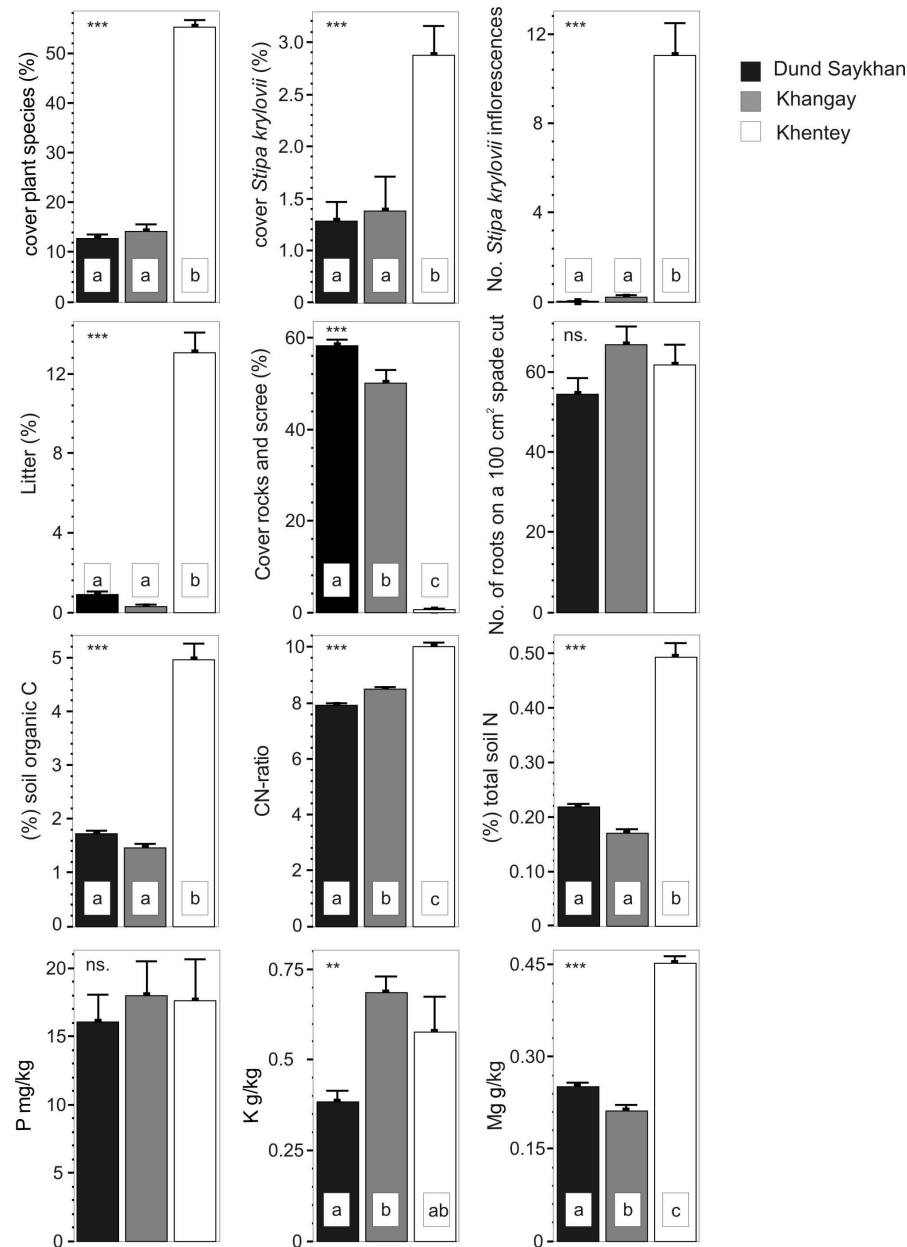 cover plant species (%)
50
40
30
20
10
0
***
a
a
b
cover Stipa krylovii (%)
3.0
2.5
2.0
1.5
1.0
0
***
a
a
b
No. Stipa krylovii inflorescences
12
8
4
0
***
a
a
b
Dund Saykhan
Khangay
Khentey
Litter (%)
12
8
4
0
***
a
a
b
Cover rocks and scree (%)
60
40
20
0
***
a
b
c
No. of roots on a 100 cm² spade cut
60
40
20
0
ns.
(%) soil organic C
5
4
3
2
1
0
***
a
a
b
CN-ratio
10
8
6
4
2
0
***
a
b
c
(%) total soil N
0.50
0.40
0.30
0.20
0.10
0
***
a
a
b
P mg/kg
20
15
10
5
0
ns.
K g/kg
0.75
0.5
0.25
0
**
a
b
ab
Mg g/kg
0.45
0.30
0.15
0
***
a
b
c